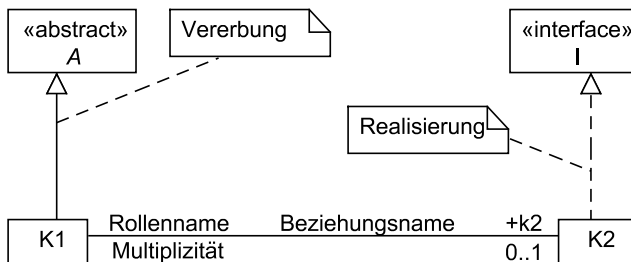 «abstract»
A
Vererbung
«interface»
I
Realisierung
K1
Rollenname Beziehungsname +k2
Multiplizität 0..1
K2